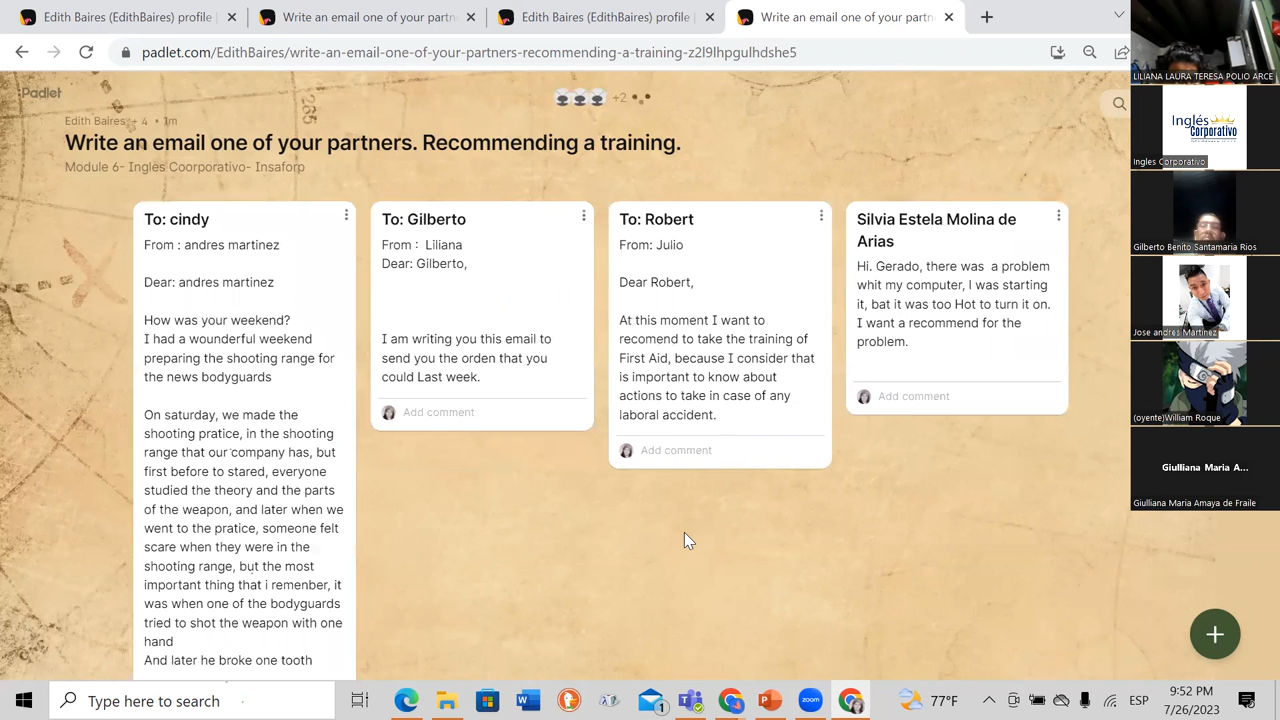 Edith Baires (EdithBaires) profile |
Write an email one of your partn
Edith Baires (EdithBaires) profile |
Write an email one of your partn
padlet.com/EdithBaires/write-an-email-one-of-your-partners-recommending-a-training-z2l9lhpgulhdshe5
:Padlet
+2
Edith Baires + 4 • 1m
Write an email one of your partners. Recommending a training.
Module 6- Ingles Coorporativo- Insaforp
To: cindy
From : andres martinez
Dear: andres martinez
How was your weekend?
I had a wounderful weekend
preparing the shooting range for
the news bodyguards
On saturday, we made the
shooting pratice, in the shooting
range that our company has, but
first before to stared, everyone
studied the theory and the parts
of the weapon, and later when we
went to the pratice, someone felt
scare when they were in the
shooting range, but the most
important thing that i remenber, it
was when one of the bodyguards
tried to shot the weapon with one
hand
And later he broke one tooth
To: Gilberto
From :  Liliana
Dear: Gilberto,
I am writing you this email to
send you the orden that you
could Last week.
Add comment
To: Robert
From: Julio
Dear Robert,
At this moment I want to
recomend to take the training of
First Aid, because I consider that
is important to know about
actions to take in case of any
laboral accident.
Add comment
Silvia Estela Molina de
Arias
Hi. Gerado, there was  a problem
whit my computer, I was starting
it, bat it was too Hot to turn it on.
I want a recommend for the
problem.
Add comment
LILIANA LAURA TERESA POLIO ARCE
Inglés
Corporativo
Ingles Corporativo
Gilberto Benito Santamaria Rios
Jose andres Martinez
(oyente)William Roque
Giulliana Maria A...
Giulliana Maria Amaya de Fraile
Type here to search
1
zoom
77°F
ESP
9:52 PM
7/26/2023